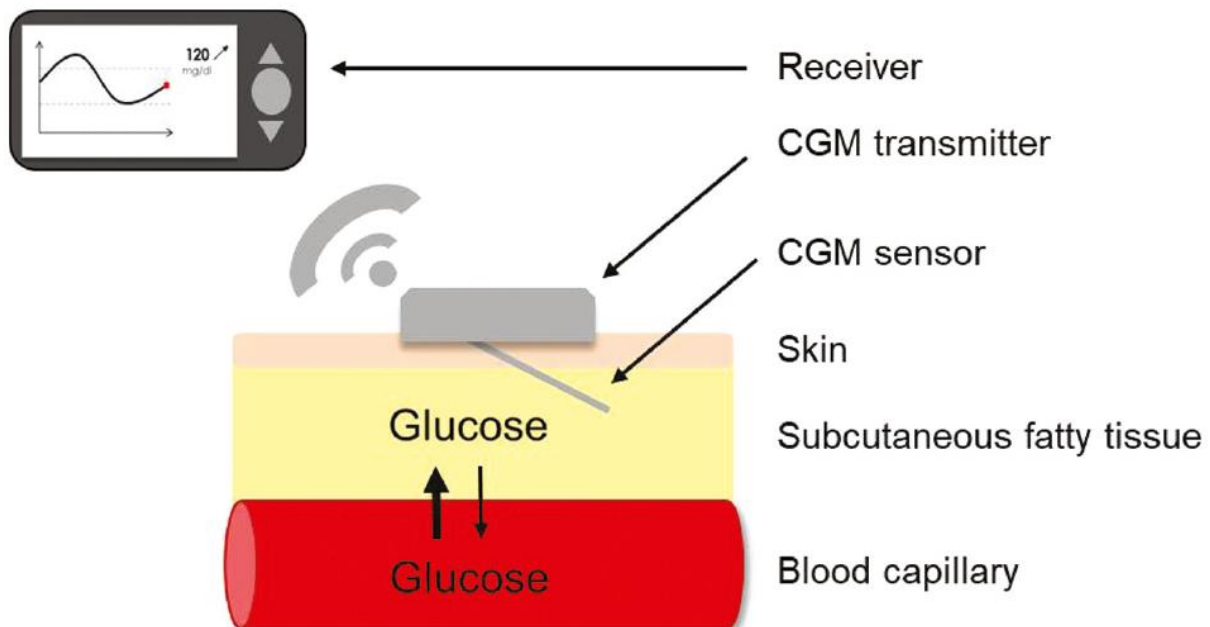 120
mg/dl
Receiver
CGM transmitter
CGM sensor
Skin
Glucose
Subcutaneous fatty tissue
Glucose
Blood capillary